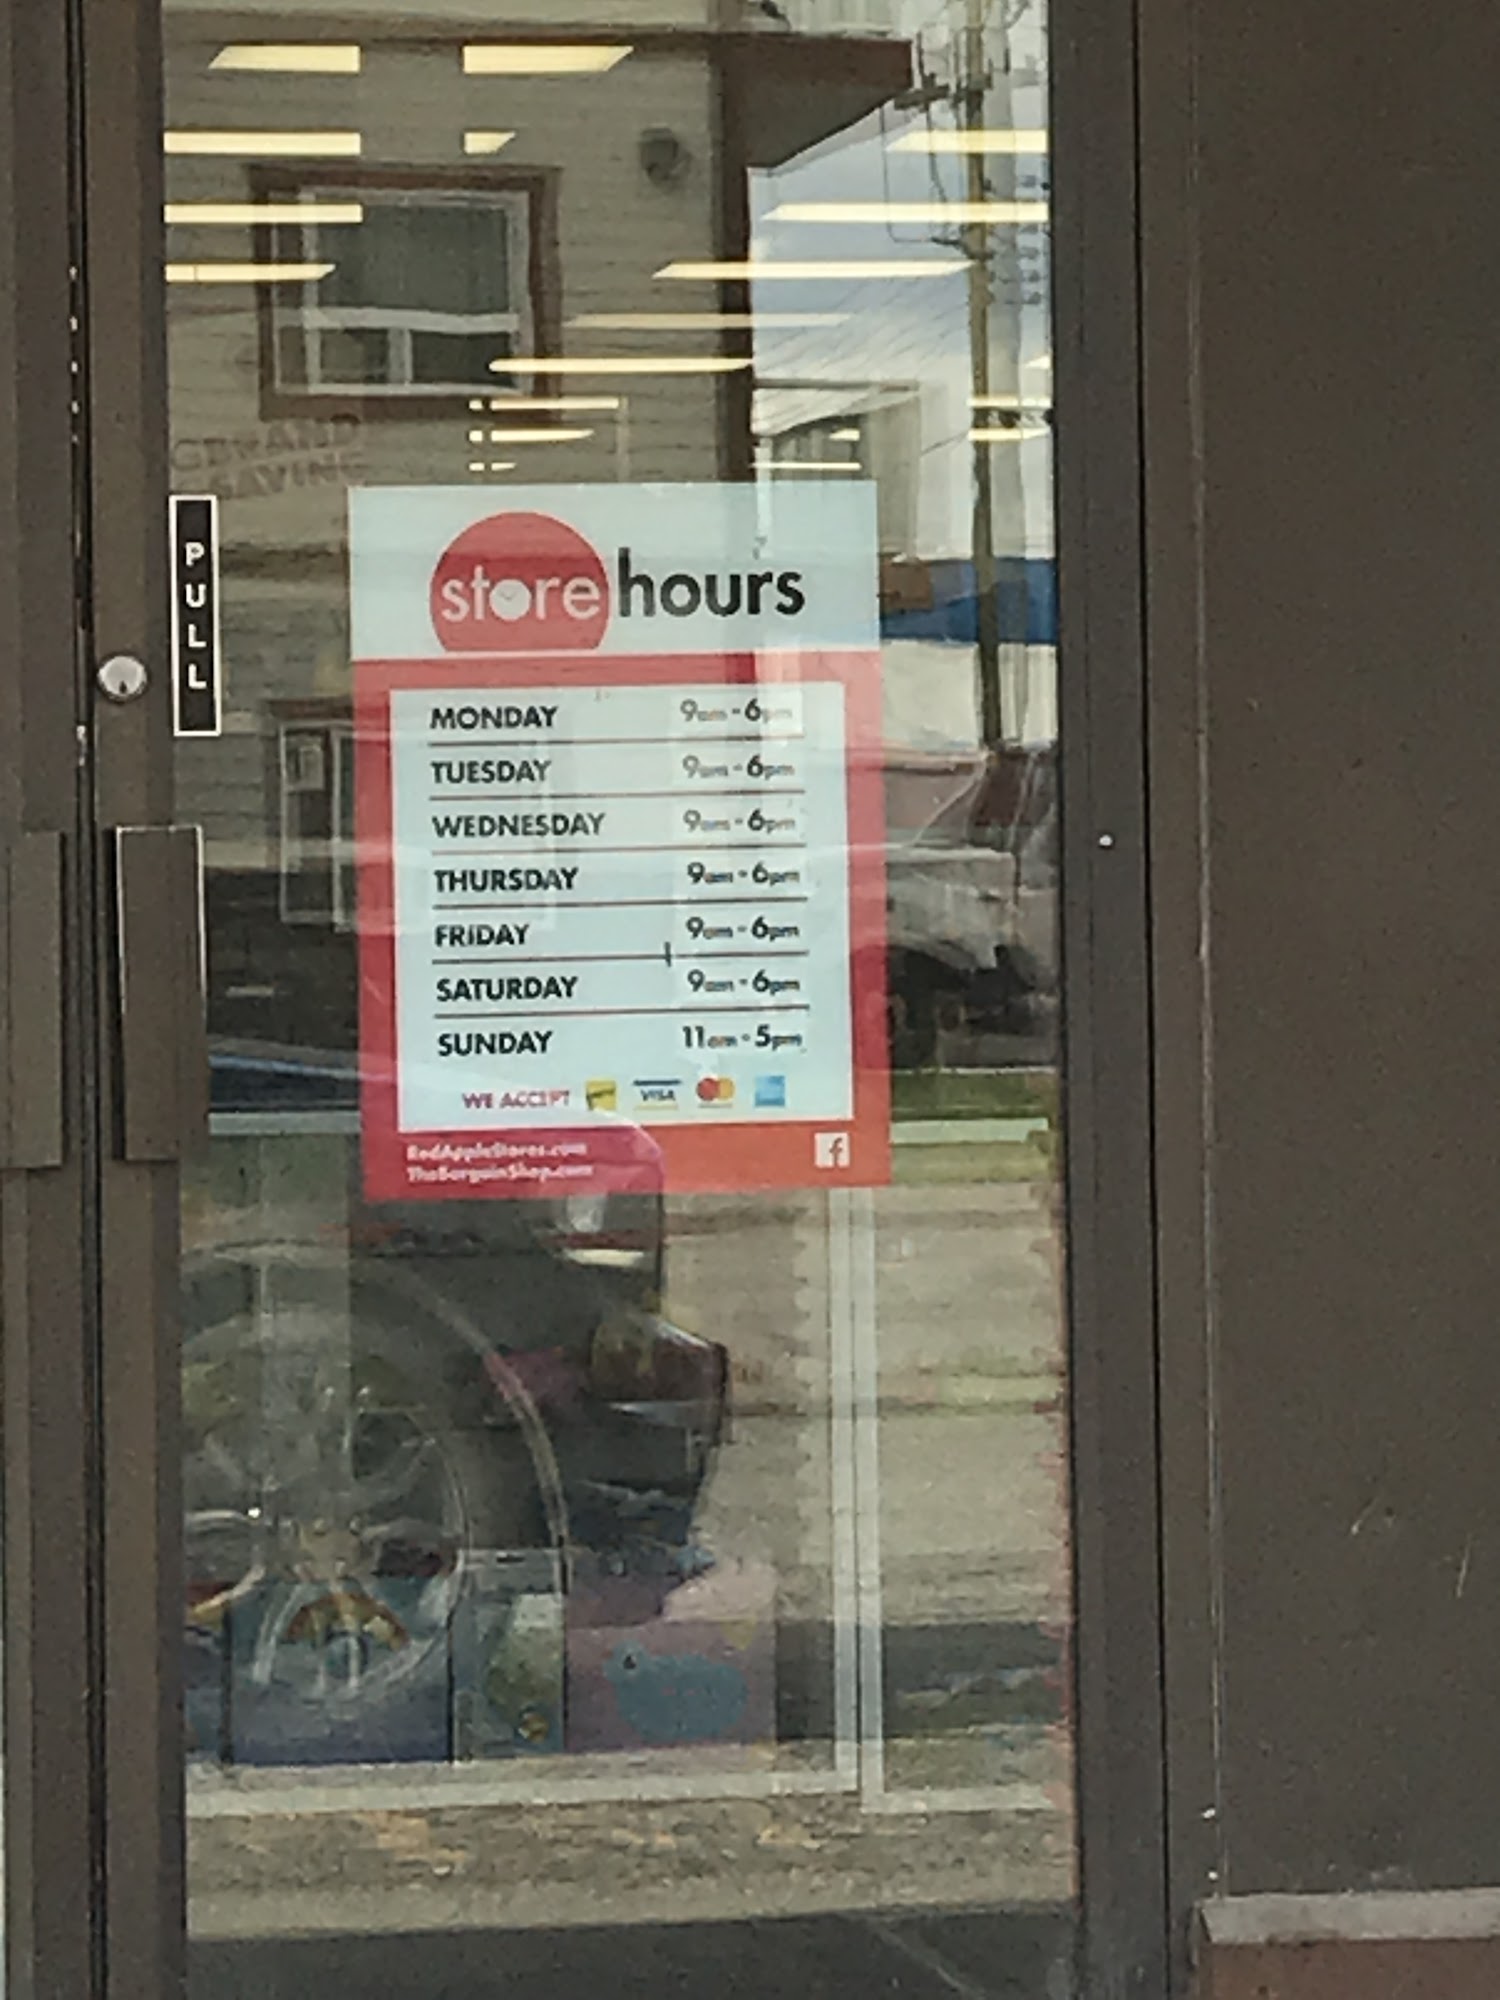 PULL
store hours
MONDAY 9am - 6pm
TUESDAY 9am - 6pm
WEDNESDAY 9am - 6pm
THURSDAY 9am - 6pm
FRIDAY 9am - 6pm
SATURDAY 9am - 6pm
SUNDAY 11am - 5pm
WE ACCEPT VISA
RedAppleStores.com
TheBargainShop.com
f